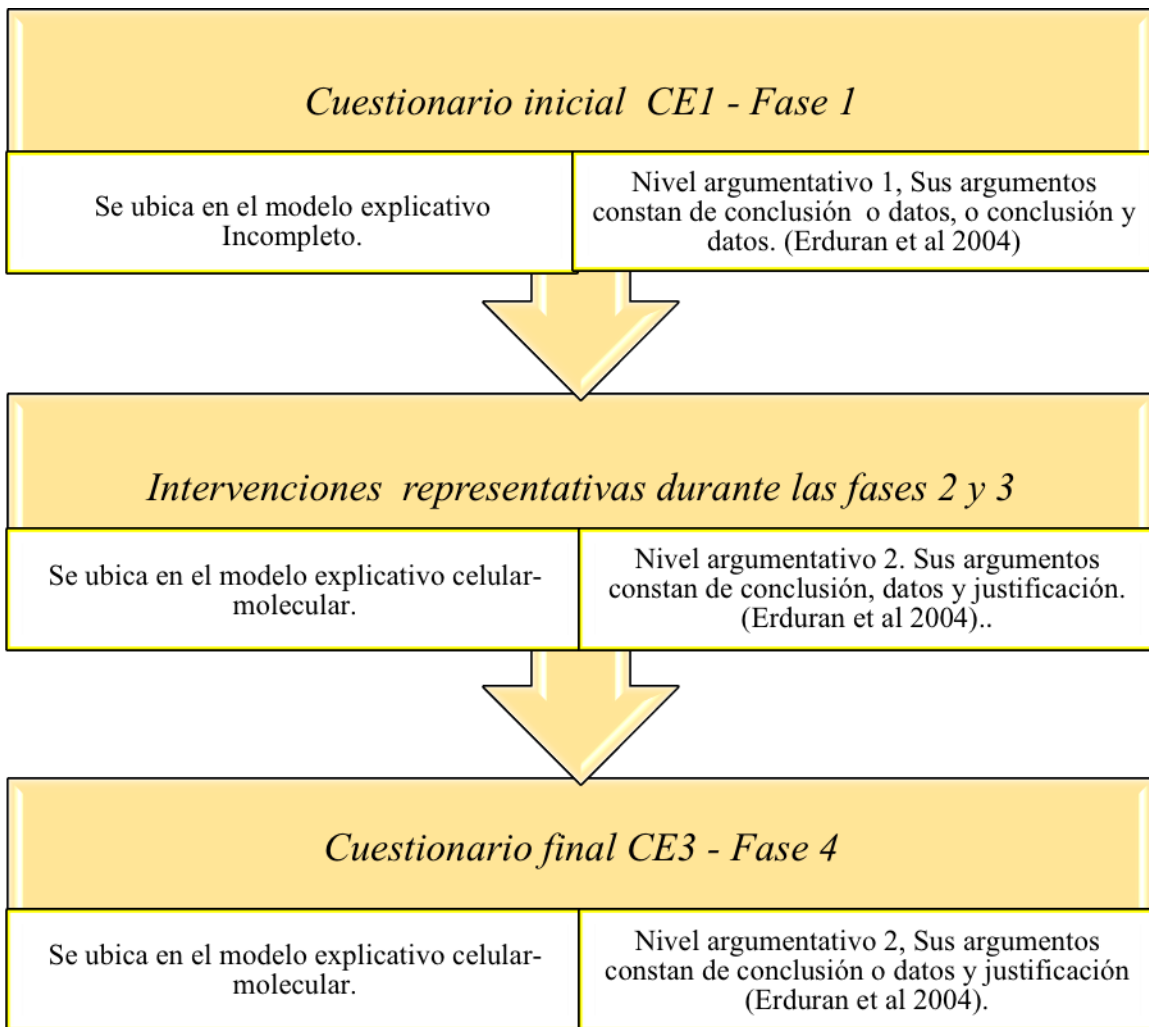 Cuestionario inicial CE1 - Fase 1
Se ubica en el modelo explicativo
Incompleto.
Nivel argumentativo 1, Sus argumentos
constan de conclusión o datos, o conclusión y
datos. (Erduran et al 2004)
Intervenciones representativas durante las fases 2 y 3
Se ubica en el modelo explicativo celular-
molecular.
Nivel argumentativo 2. Sus argumentos
constan de conclusión, datos y justificación.
(Erduran et al 2004)..
Cuestionario final CE3 - Fase 4
Se ubica en el modelo explicativo celular-
molecular.
Nivel argumentativo 2, Sus argumentos
constan de conclusión o datos y justificación
(Erduran et al 2004).